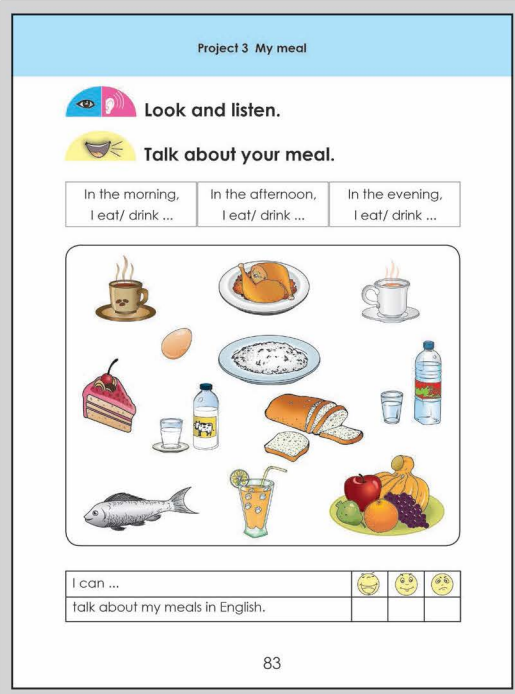 Project 3 My meal
Look and listen.
Talk about your meal.
In the morning,
I eat/ drink ...
In the afternoon,
I eat/ drink ...
In the evening,
I eat/ drink ...
I can ...
talk about my meals in English.
83